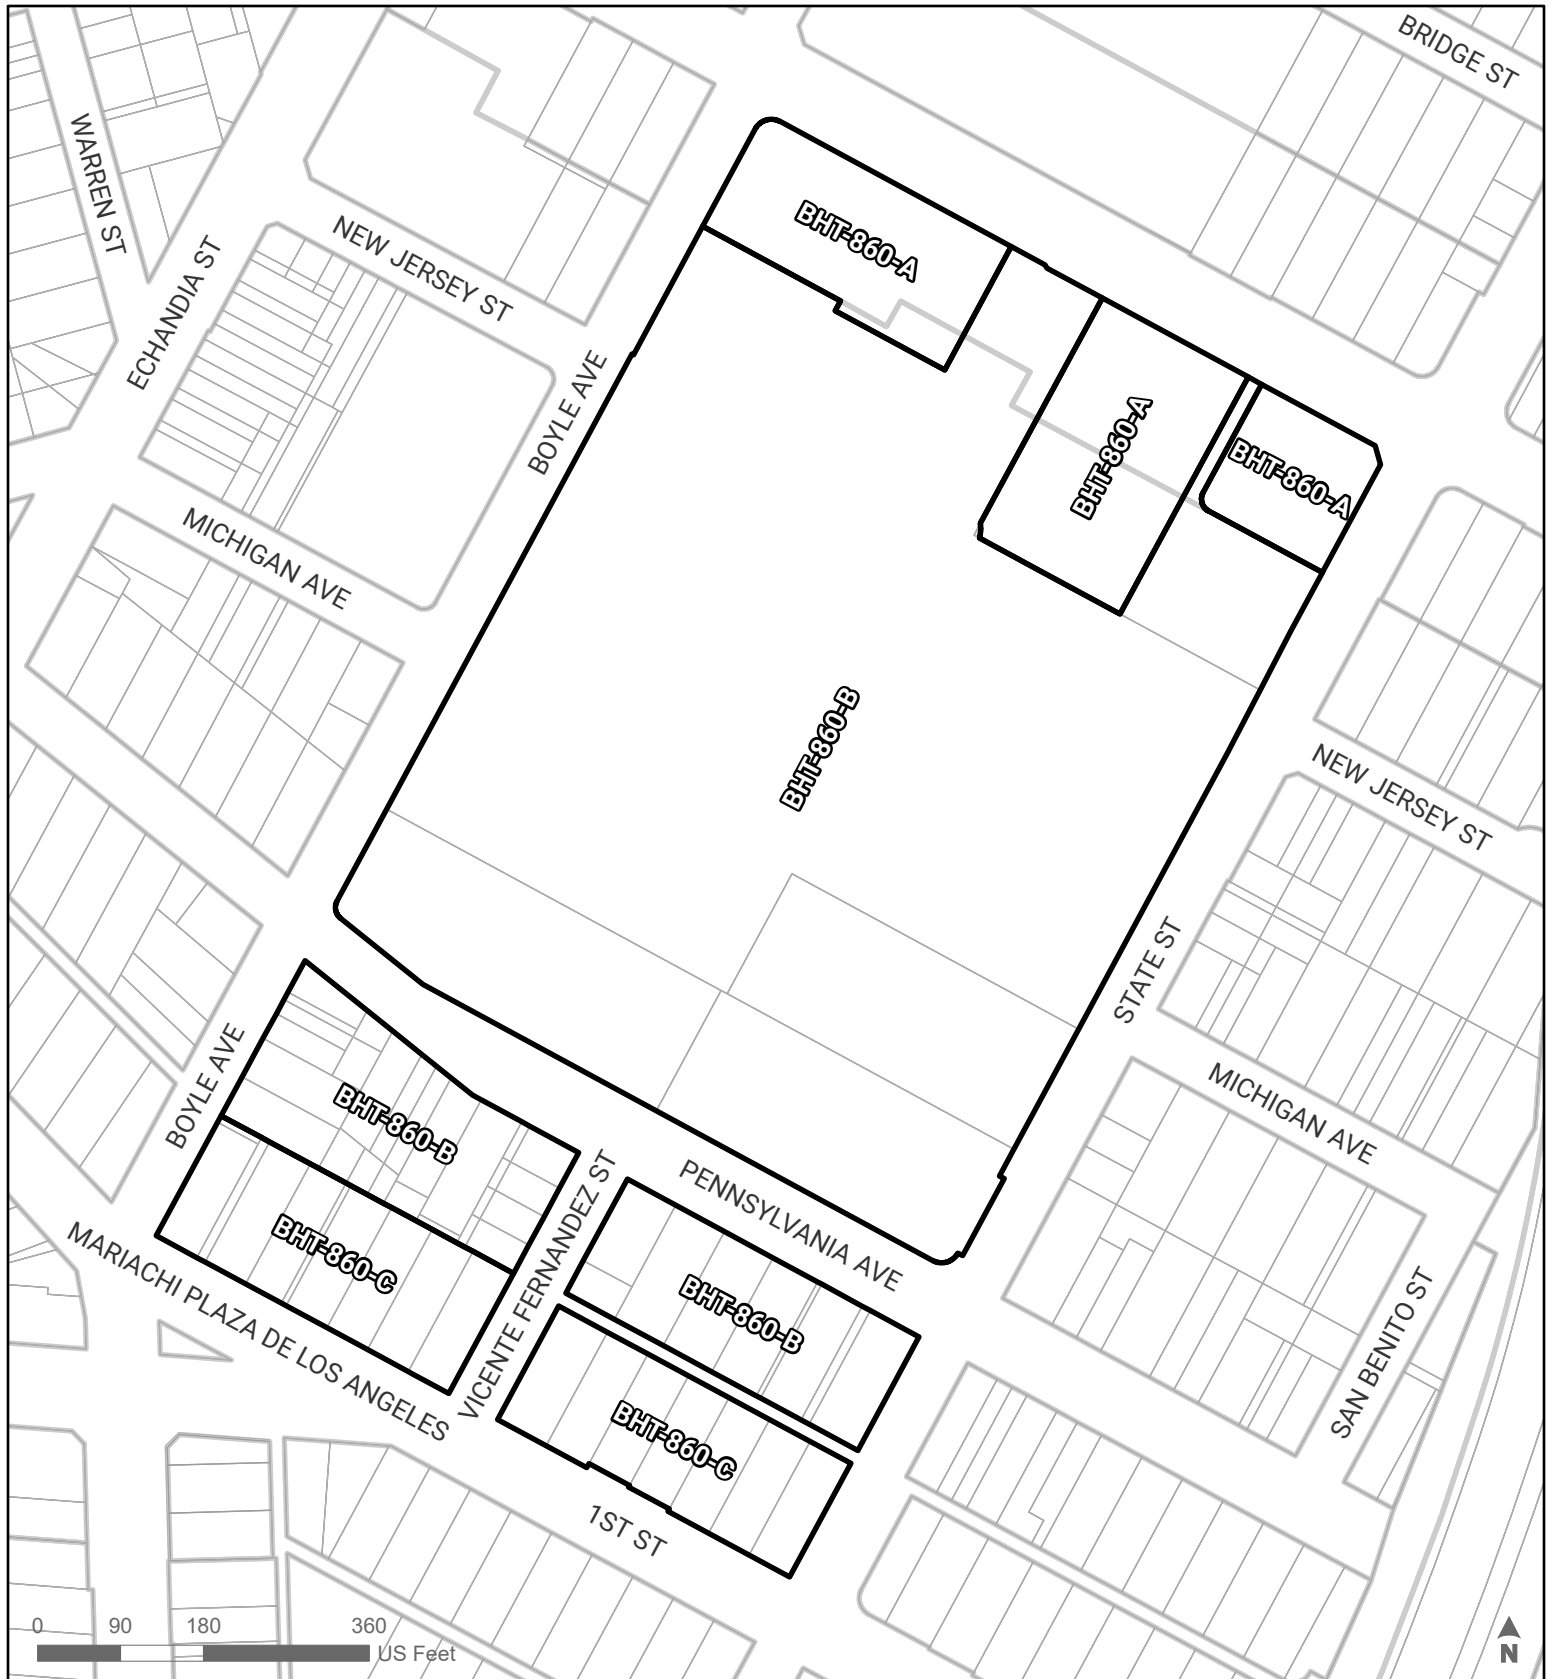 BRIDGE ST
WARREN ST
BHT-860-A
NEW JERSEY ST
ECHANDIA ST
BOYLE AVE
BHT-860-A
BHT-860-A
MICHIGAN AVE
BHT-860-B
NEW JERSEY ST
STATE ST
BOYLE AVE
BHT-860-B
MICHIGAN AVE
PENNSYLVANIA AVE
BHT-860-C
VICENTE FERNANDEZ ST
BHT-860-B
MARIACHI PLAZA DE LOS ANGELES
SAN BENITO ST
BHT-860-C
1ST ST
0 90 180 360
US Feet
N